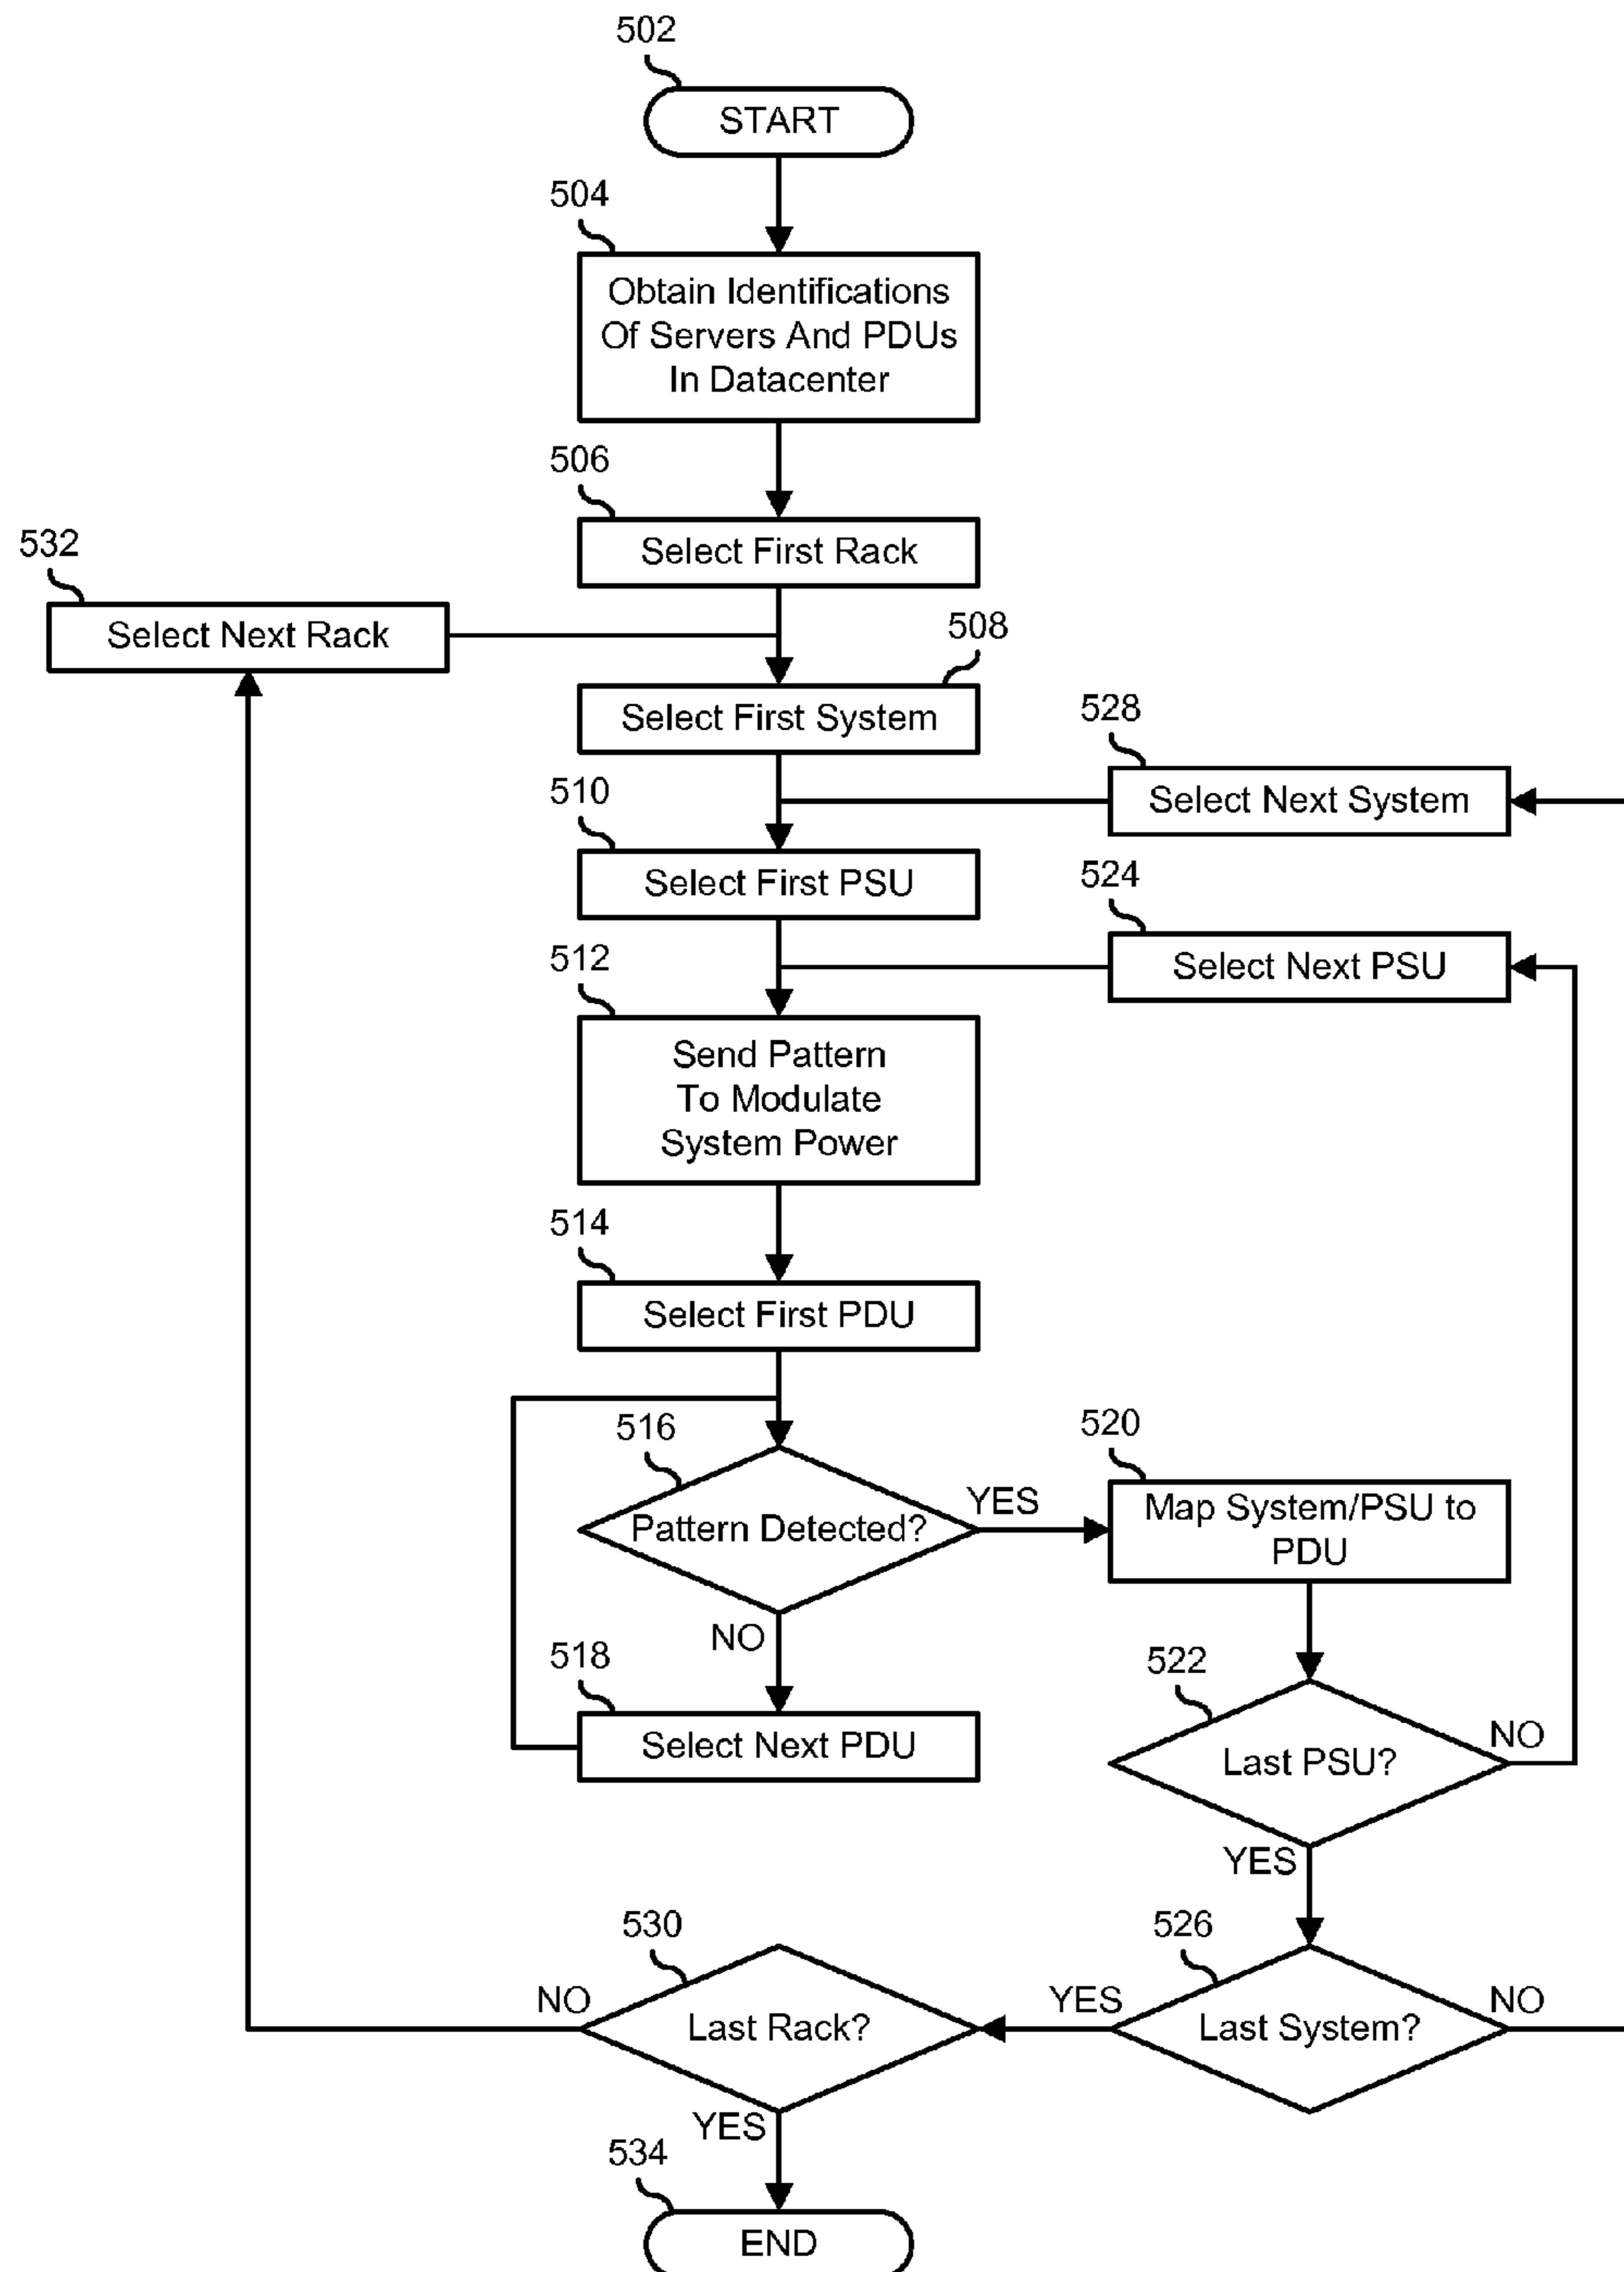 502
START
504
Obtain Identifications
Of Servers And PDUs
In Datacenter
506
Select First Rack
532
Select Next Rack
508
Select First System
528
Select Next System
510
Select First PSU
524
Select Next PSU
512
Send Pattern
To Modulate
System Power
514
Select First PDU
516
Pattern Detected?
YES
520
Map System/PSU to
PDU
NO
518
Select Next PDU
522
Last PSU?
NO
YES
526
Last System?
NO
YES
530
Last Rack?
NO
YES
534
END